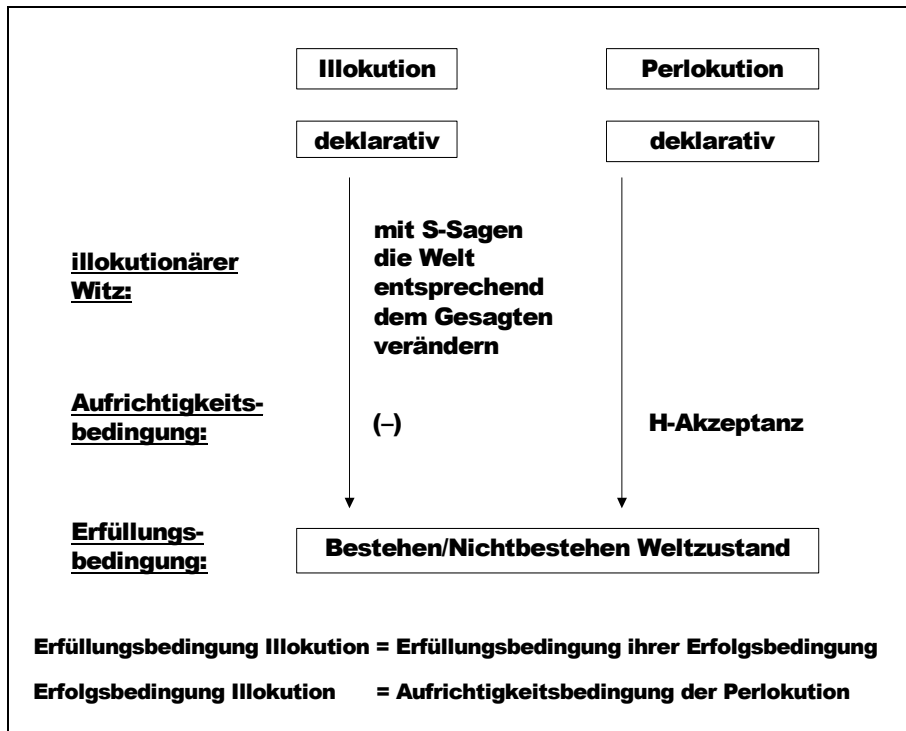 Illokution Perlokution
deklarativ deklarativ
illokutionärer
Witz:
mit S-Sagen
die Welt
entsprechend
dem Gesagten
verändern
Aufrichtigkeits-
bedingung:
(–) H-Akzeptanz
Erfüllungs-
bedingung:
Bestehen/Nichtbestehen Weltzustand
Erfüllungsbedingung Illokution = Erfüllungsbedingung ihrer Erfolgsbedingung
Erfolgsbedingung Illokution = Aufrichtigkeitsbedingung der Perlokution